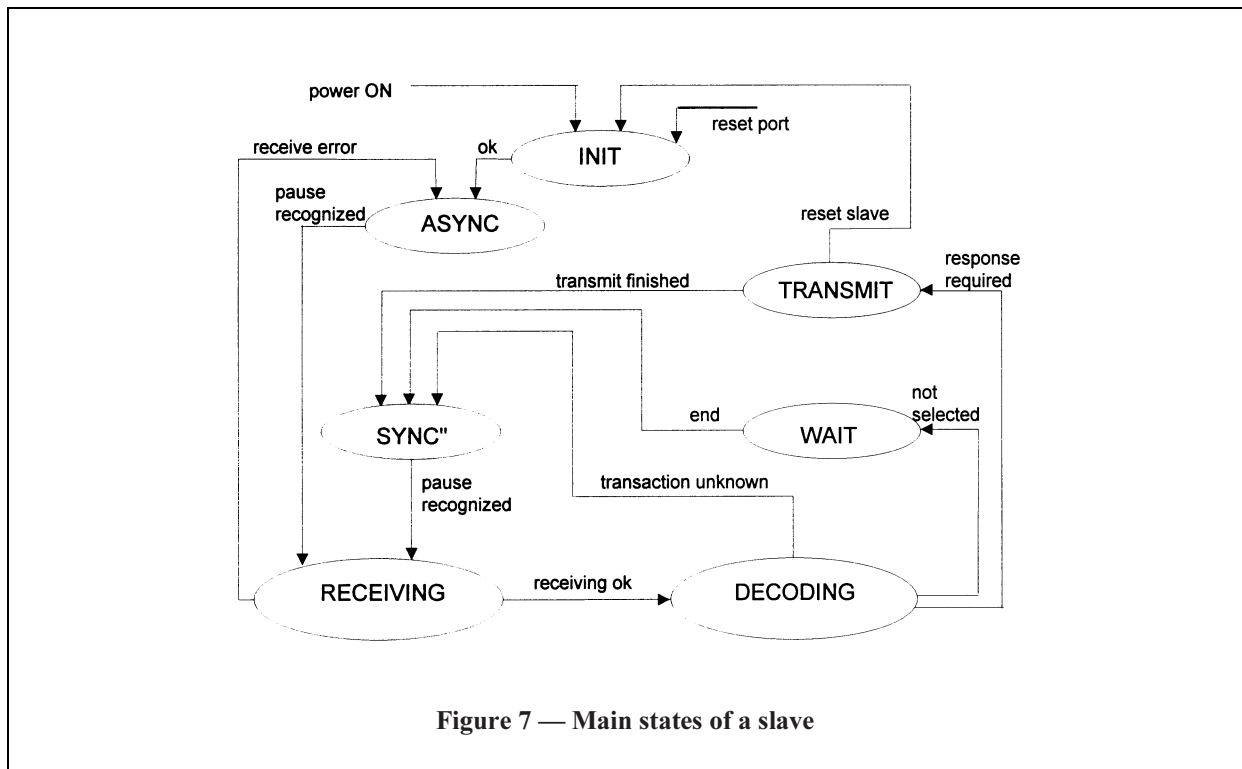 power ON
reset port
INIT
receive error
ok
pause
recognized
ASYNC
reset slave
response
required
transmit finished
TRANSMIT
not
selected
end
SYNC"
WAIT
pause
recognized
transaction unknown
RECEIVING
receiving ok
DECODING
Figure 7 — Main states of a slave